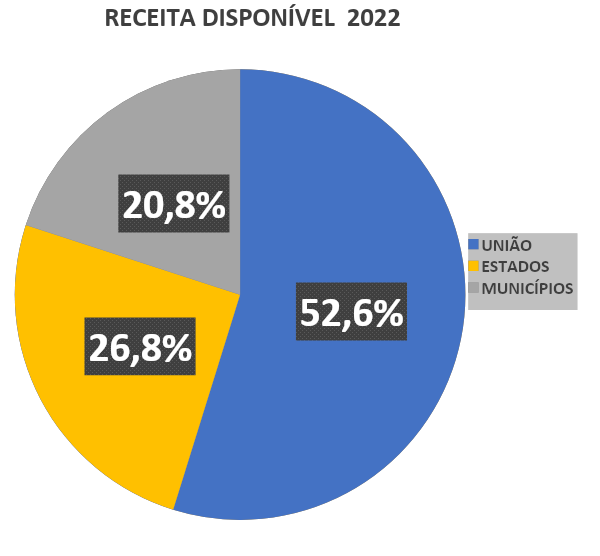 RECEITA DISPONÍVEL 2022
20,8%
UNIÃO
ESTADOS
MUNICÍPIOS
52,6%
26,8%